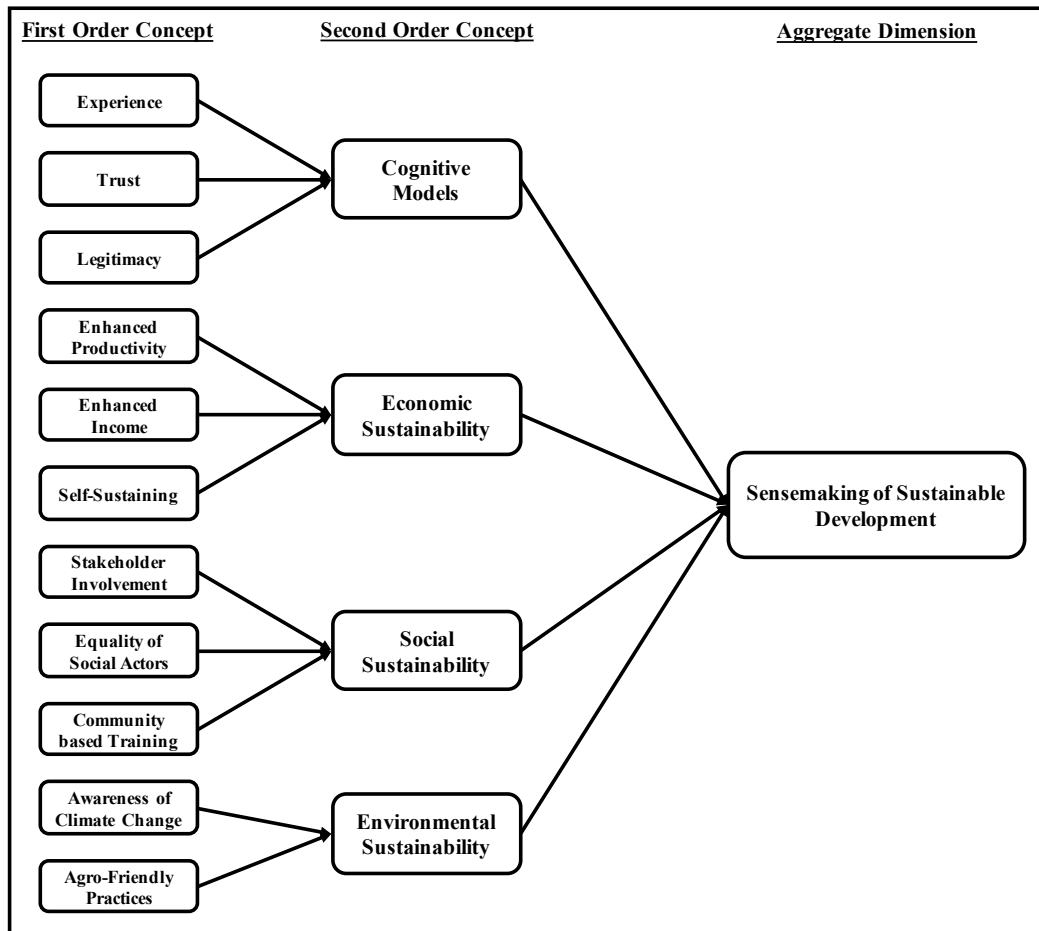 First Order Concept
Second Order Concept
Aggregate Dimension
Experience
Trust
Legitimacy
Cognitive
Models
Enhanced
Productivity
Enhanced
Income
Self-Sustaining
Economic
Sustainability
Stakeholder
Involvement
Equality of
Social Actors
Community
based Training
Social
Sustainability
Awareness of
Climate Change
Agro-Friendly
Practices
Environmental
Sustainability
Sensemaking of Sustainable
Development